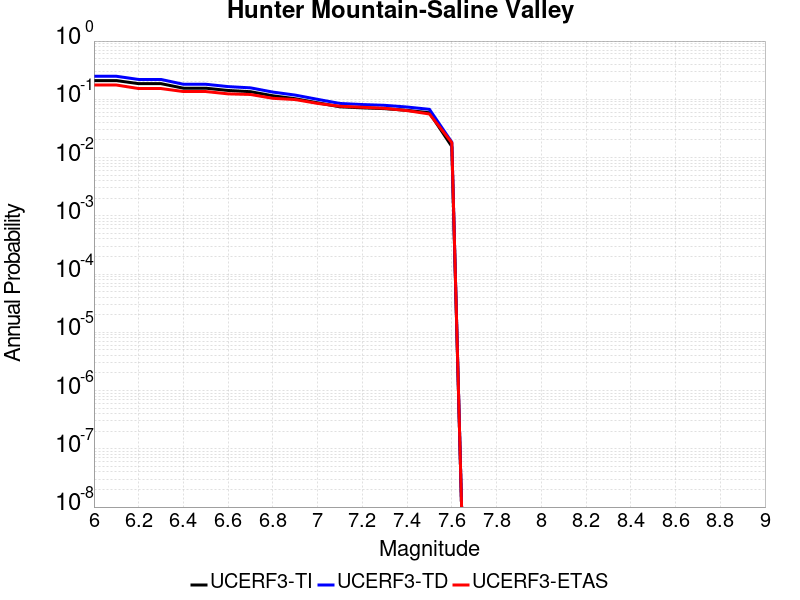 Hunter Mountain-Saline Valley
10^0
10^-1
10^-2
10^-3
10^-4
10^-5
10^-6
10^-7
10^-8
Annual Probability
6 6.2 6.4 6.6 6.8 7 7.2 7.4 7.6 7.8 8 8.2 8.4 8.6 8.8 9
Magnitude
UCERF3-TI UCERF3-TD UCERF3-ETAS